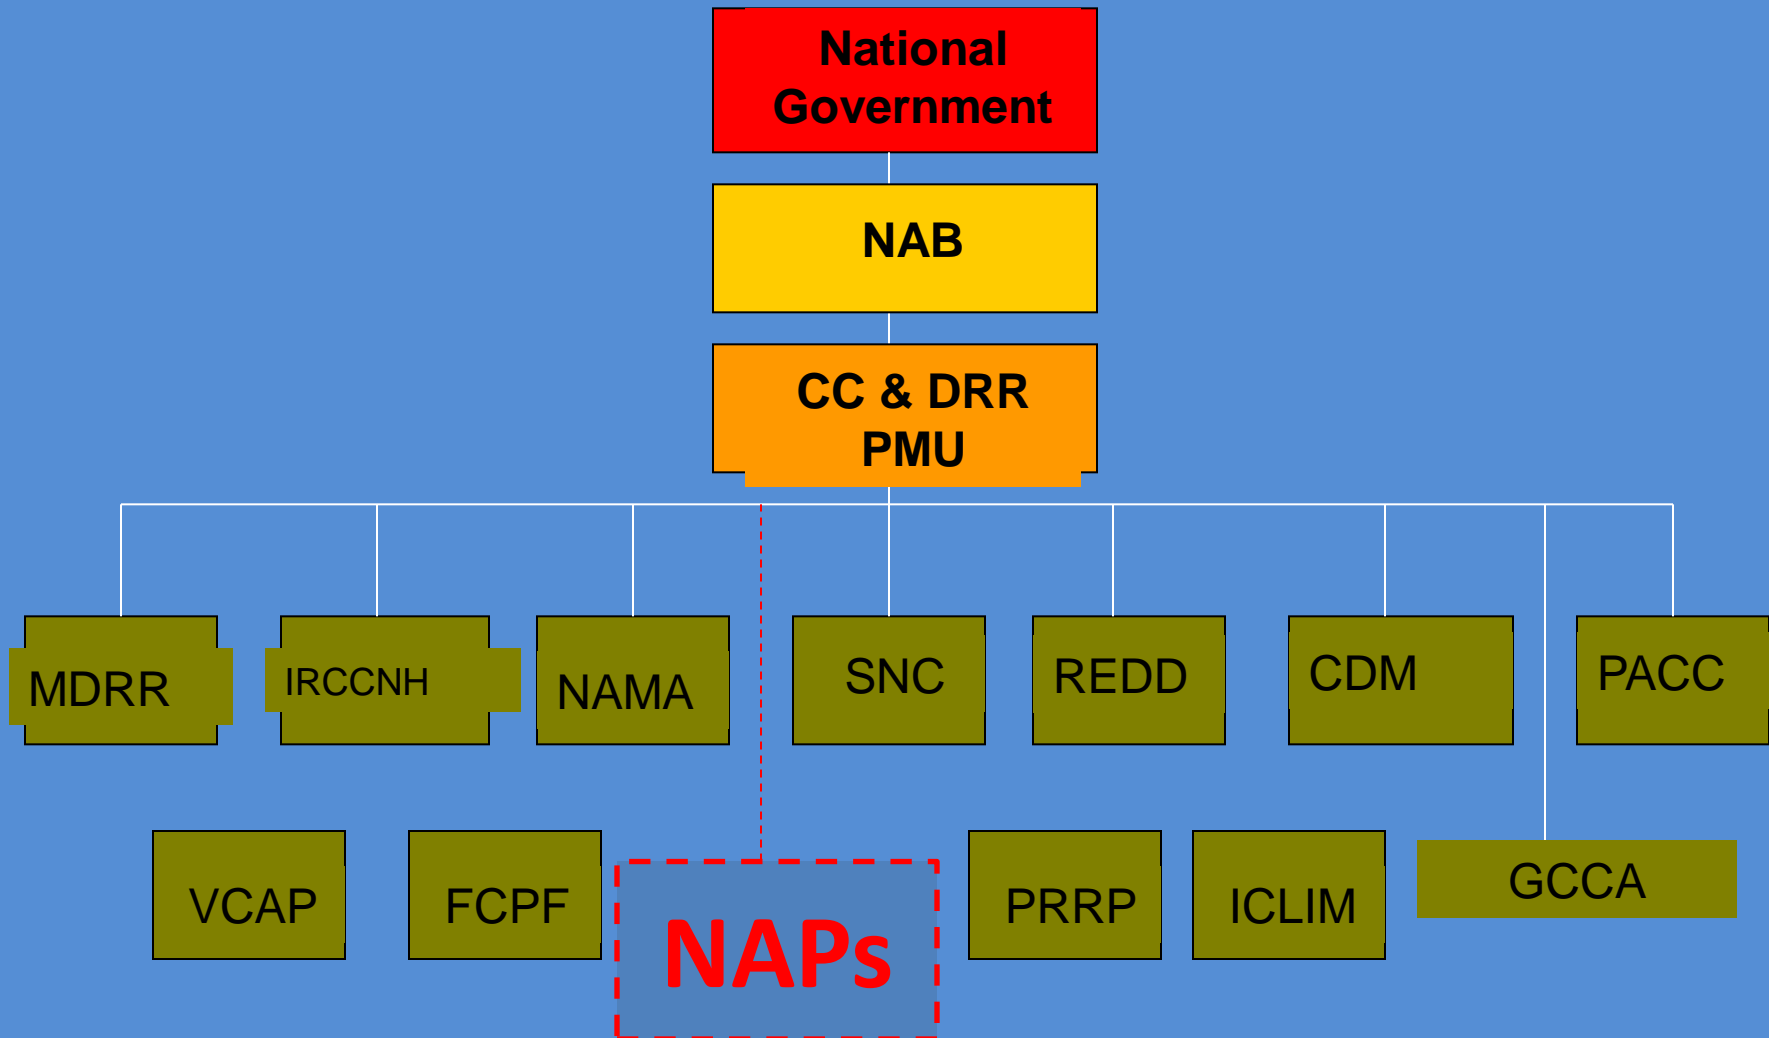 National
Government
NAB
CC & DRR
PMU
MDRR
IRCCNH
NAMA
SNC
REDD
CDM
PACC
VCAP
FCPF
NAPs
PRRP
ICLIM
GCCA